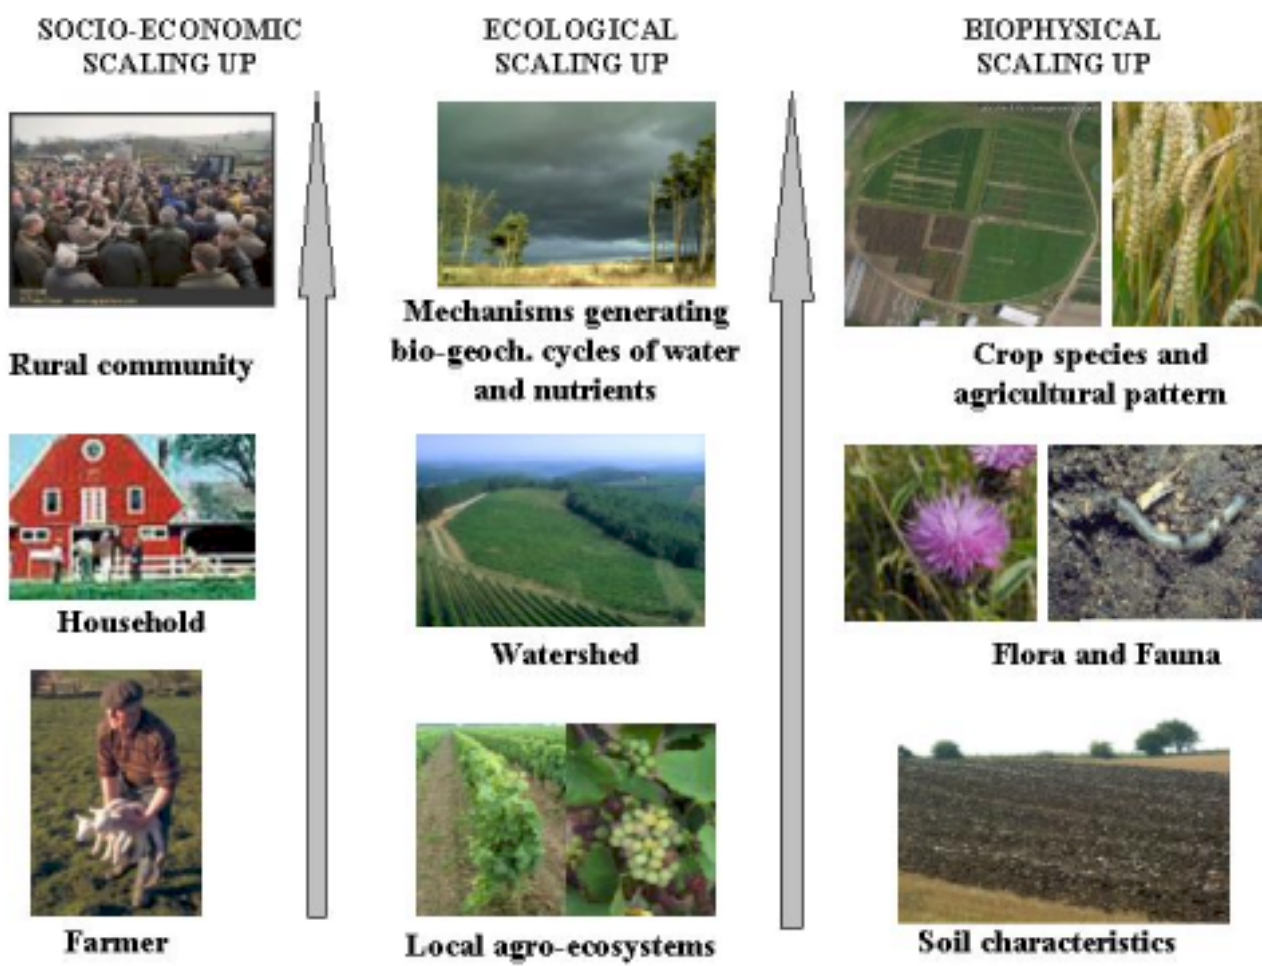 SOCIO-ECONOMIC
SCALING UP
ECOLOGICAL
SCALING UP
BIOPHYSICAL
SCALING UP
Rural community
Mechanisms generating
bio-geoch. cycles of water
and nutrients
Crop species and
agricultural pattern
Household
Watershed
Flora and Fauna
Farmer
Local agro-ecosystems
Soil characteristics